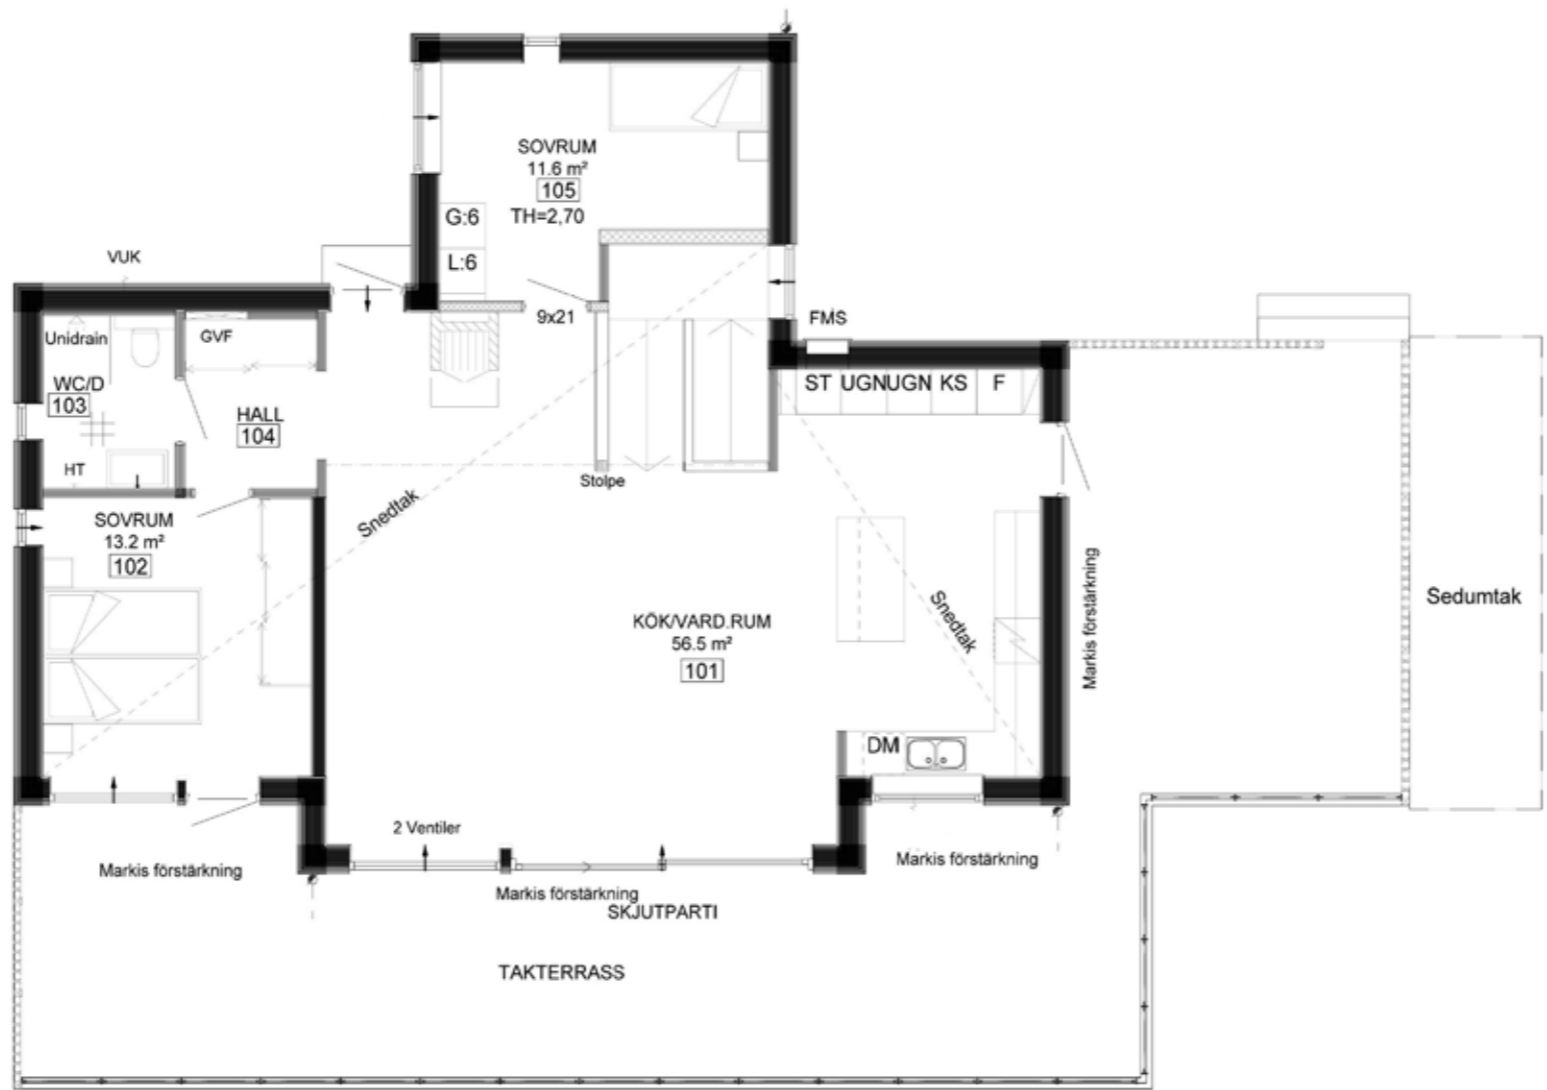 SOVRUM
11.6 m²
105
TH=2,70
G:6
L:6
VUK
9x21
FMS
Unidrain
GVF
WC/D
103
HALL
104
HT
ST UGN UGN KS F
Stolpe
Snedtak
SOVRUM
13.2 m²
102
KÖK/VARD.RUM
56.5 m²
101
Snedtak
Markis förstärkning
Sedumtak
DM
2 Ventiler
Markis förstärkning
Markis förstärkning
Markis förstärkning
SKJUTPARTI
TAKTERRASS